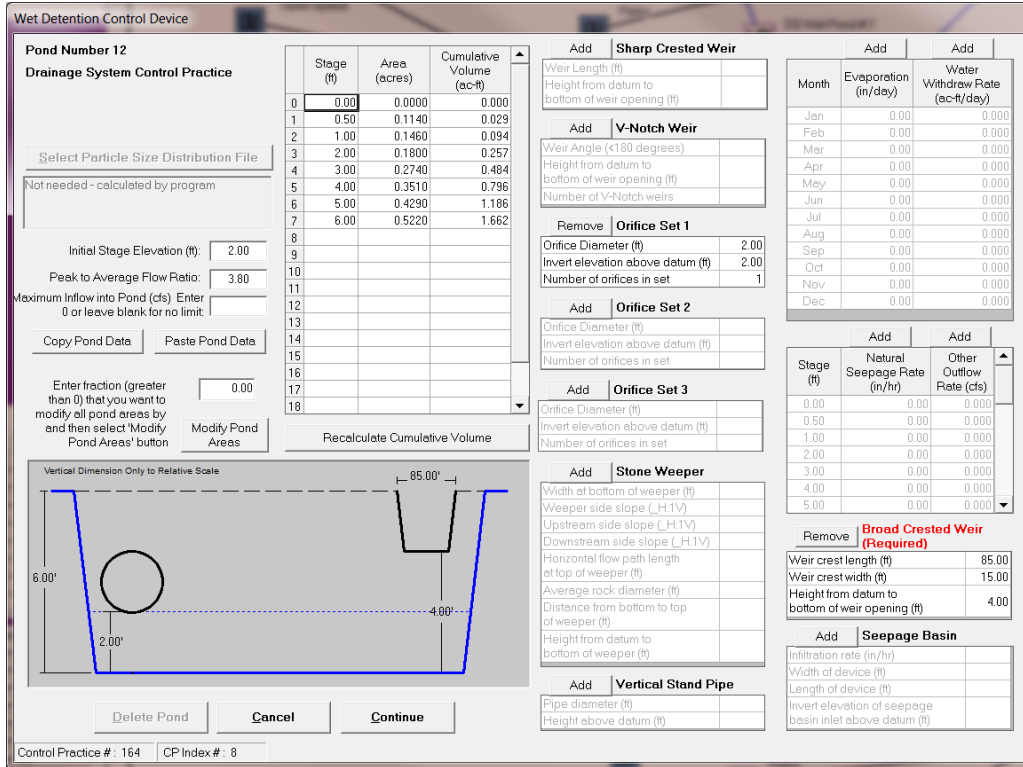 Wet Detention Control Device
Pond Number 12
Drainage System Control Practice
Select Particle Size Distribution File
Not needed - calculated by program
Initial Stage Elevation (ft): 2.00
Peak to Average Flow Ratio: 3.80
Maximum Inflow into Pond (cfs) Enter
0 or leave blank for no limit:
Copy Pond Data Paste Pond Data
Enter fraction (greater
than 0) that you want to
modify all pond areas by
and then select 'Modify
Pond Areas' button
0.00
Modify Pond
Areas
Stage
(ft)
Area
(acres)
Cumulative
Volume
(ac-ft)
0 0.00 0.0000 0.000
1 0.50 0.1140 0.029
2 1.00 0.1460 0.094
3 2.00 0.1800 0.257
4 3.00 0.2740 0.484
5 4.00 0.3510 0.796
6 5.00 0.4290 1.186
7 6.00 0.5220 1.662
8
9
10
11
12
13
14
15
16
17
18
Recalculate Cumulative Volume
Vertical Dimension Only to Relative Scale
85.00'
6.00'
4.00'
2.00'
Delete Pond Cancel Continue
Control Practice #: 164 CP Index #: 8
Add Sharp Crested Weir
Weir Length (ft)
Height from datum to
bottom of weir opening (ft)
Add V-Notch Weir
Weir Angle (<180 degrees)
Height from datum to
bottom of weir opening (ft)
Number of V-Notch weirs
Remove Orifice Set 1
Orifice Diameter (ft) 2.00
Invert elevation above datum (ft) 2.00
Number of orifices in set 1
Add Orifice Set 2
Orifice Diameter (ft)
Invert elevation above datum (ft)
Number of orifices in set
Add Orifice Set 3
Orifice Diameter (ft)
Invert elevation above datum (ft)
Number of orifices in set
Add Stone Weeper
Width at bottom of weeper (ft)
Weeper side slope (_H:1V)
Upstream side slope (_H:1V)
Downstream side slope (_H:1V)
Horizontal flow path length
at top of weeper (ft)
Average rock diameter (ft)
Distance from bottom to top
of weeper (ft)
Height from datum to
bottom of weeper (ft)
Add Vertical Stand Pipe
Pipe diameter (ft)
Height above datum (ft)
Add Add
Month
Evaporation
(in/day)
Water
Withdraw Rate
(ac-ft/day)
Jan 0.00 0.000
Feb 0.00 0.000
Mar 0.00 0.000
Apr 0.00 0.000
May 0.00 0.000
Jun 0.00 0.000
Jul 0.00 0.000
Aug 0.00 0.000
Sep 0.00 0.000
Oct 0.00 0.000
Nov 0.00 0.000
Dec 0.00 0.000
Add Add
Stage
(ft)
Natural
Seepage Rate
(in/hr)
Other
Outflow
Rate (cfs)
0.00 0.00 0.000
0.50 0.00 0.000
1.00 0.00 0.000
2.00 0.00 0.000
3.00 0.00 0.000
4.00 0.00 0.000
5.00 0.00 0.000
Remove Broad Crested Weir
(Required)
Weir crest length (ft) 85.00
Weir crest width (ft) 15.00
Height from datum to
bottom of weir opening (ft) 4.00
Add Seepage Basin
Infiltration rate (in/hr)
Width of device (ft)
Length of device (ft)
Invert elevation of seepage
basin inlet above datum (ft)